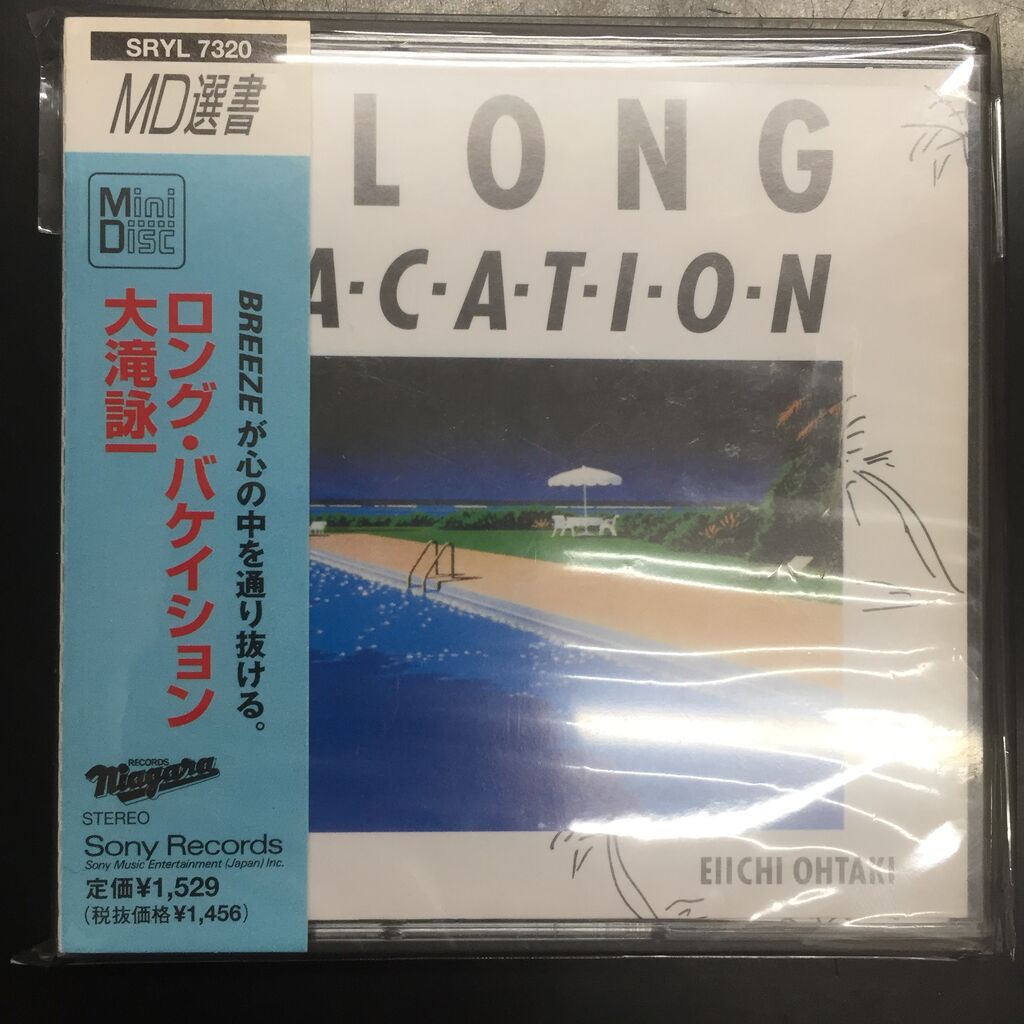 SRYL 7320
MD選書
Mini
Disc
BREEZEが心の中を通り抜ける。
ロング・バケイション
大滝詠一
RECORDS
Niagara
STEREO
Sony Records
Sony Music Entertainment (Japan) Inc.
定価¥1,529
(税抜価格¥1,456)
LONG
A·C·A·T·I·O·N
EIICHI OHTAKI